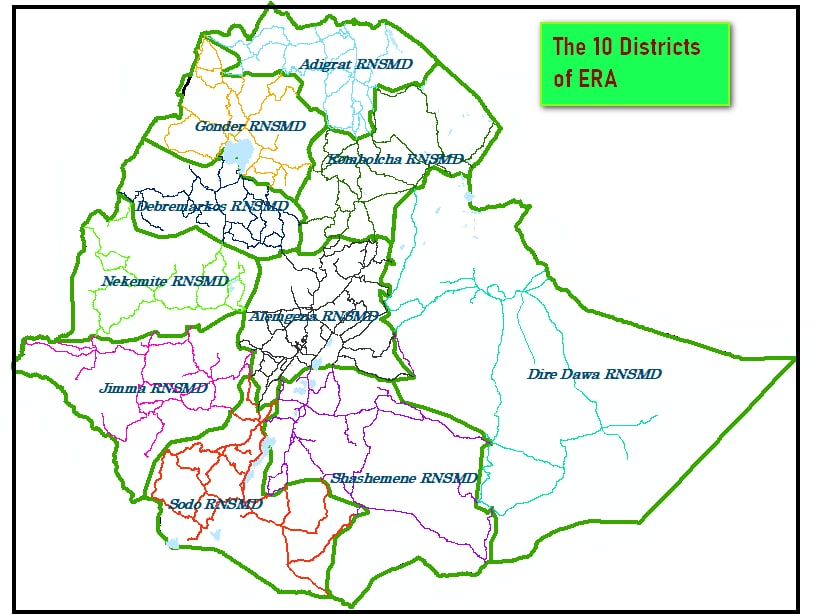 The 10 Districts
of ERA
Adigrat RNSMD
Gonder RNSMD
Kombolcha RNSMD
Debremarkos RNSMD
Nekemite RNSMD
Alemgena RNSMD
Jimma RNSMD
Dire Dawa RNSMD
Shashemene RNSMD
Sodo RNSMD